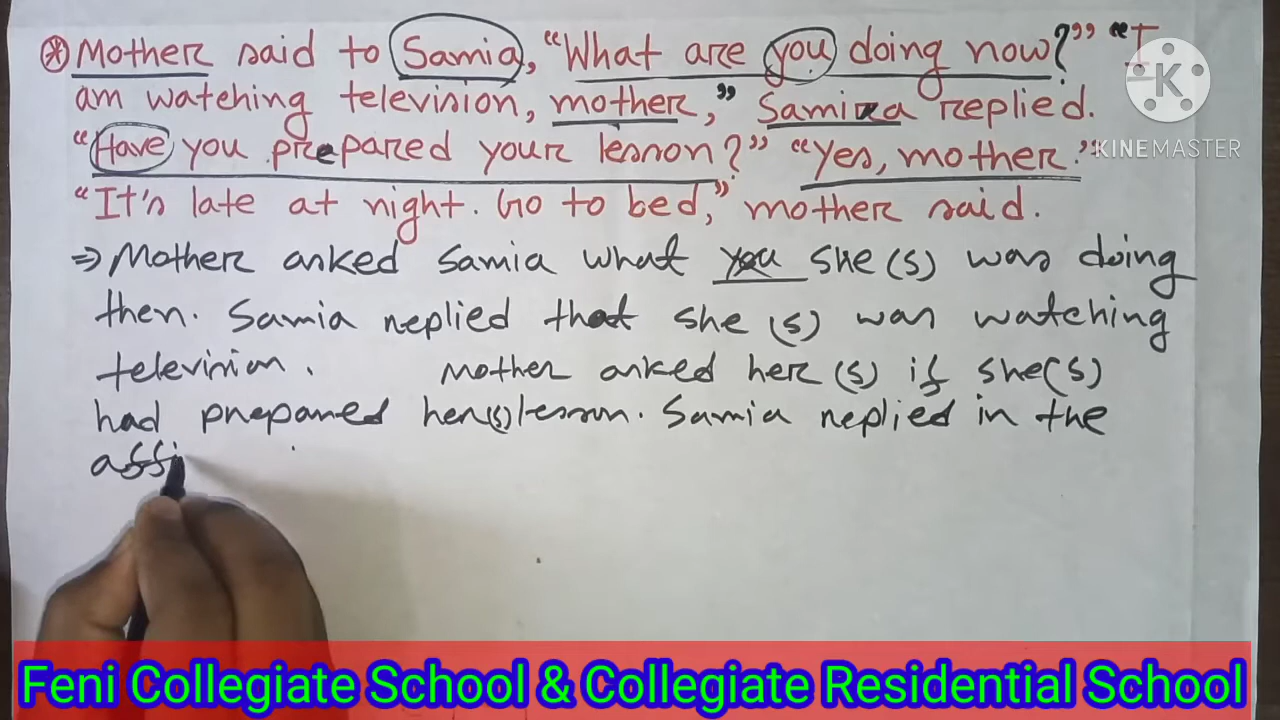 * Mother said to Samia, "What are you doing now?" "I
am watching television, mother," Samia replied.
"Have you prepared your lesson?" "Yes, mother."
"It's late at night. Go to bed," mother said.
⇒ Mother asked Samia what you she (s) was doing
then. Samia replied that she (s) was watching
television. Mother asked her (s) if she (s)
had prepared her (s) lesson. Samia replied in the
affi
K
KINEMASTER
Feni Collegiate School & Collegiate Residential School